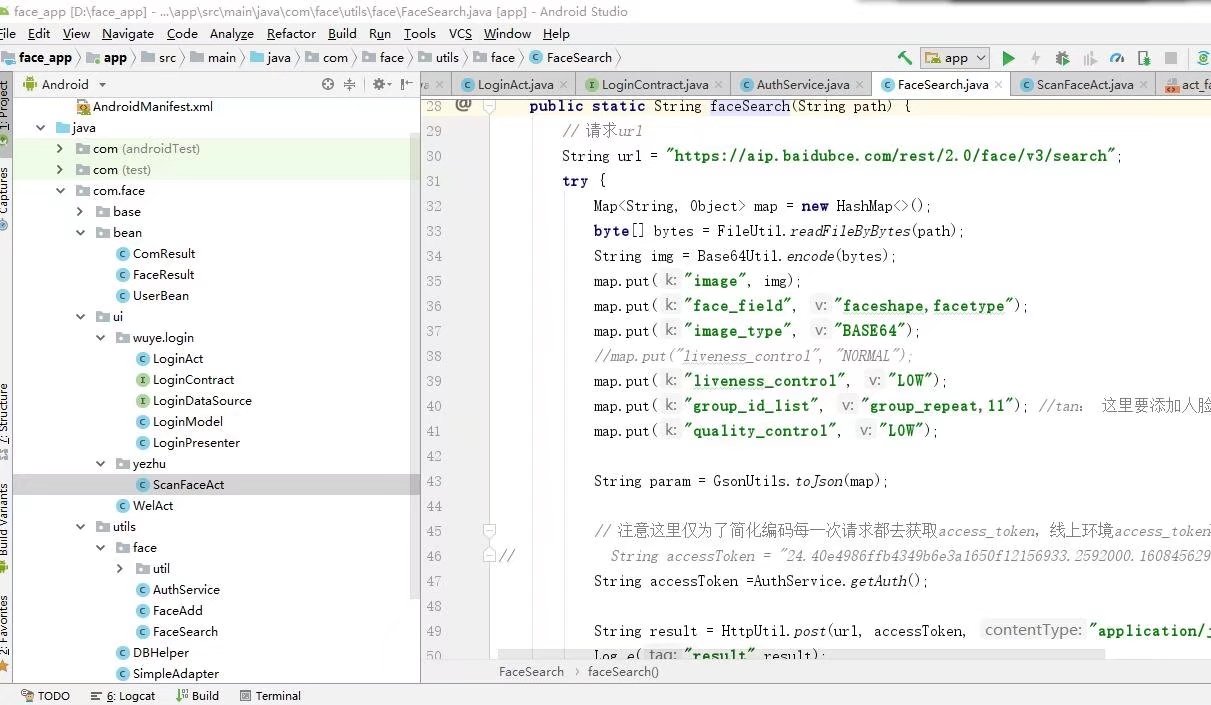 face_app [D:\face_app] - ...\app\src\main\java\com\face\utils\face\FaceSearch.java [app] - Android Studio
File Edit View Navigate Code Analyze Refactor Build Run Tools VCS Window Help
face_app app src main java com face utils face FaceSearch app
Android
LoginAct.java LoginContract.java AuthService.java FaceSearch.java ScanFaceAct.java act_fa
1: Project
Captures
7: Structure
Build Variants
2: Favorites
AndroidManifest.xml
java
com (androidTest)
com (test)
com.face
base
bean
ComResult
FaceResult
UserBean
ui
wuye.login
LoginAct
LoginContract
LoginDataSource
LoginModel
LoginPresenter
yezhu
ScanFaceAct
WelAct
utils
face
util
AuthService
FaceAdd
FaceSearch
DBHelper
SimpleAdapter
28 @ public static String faceSearch(String path) {
29 // 请求url
30 String url = "https://aip.baidubce.com/rest/2.0/face/v3/search";
31 try {
32 Map<String, Object> map = new HashMap<>();
33 byte[] bytes = FileUtil.readFileByBytes(path);
34 String img = Base64Util.encode(bytes);
35 map.put( k: "image", img);
36 map.put( k: "face_field", v: "faceshape,facetype");
37 map.put( k: "image_type", v: "BASE64");
38 //map.put("liveness_control", "NORMAL");
39 map.put( k: "liveness_control", v: "LOW");
40 map.put( k: "group_id_list", v: "group_repeat,11"); //tan: 这里要添加人脸
41 map.put( k: "quality_control", v: "LOW");
42
43 String param = GsonUtils.toJson(map);
44
45 // 注意这里仅为了简化编码每一次请求都去获取access_token，线上环境access_token
46 // String accessToken = "24.40e4986ffb4349b6e3a1650f12156933.2592000.160845629
47 String accessToken =AuthService.getAuth();
48
49 String result = HttpUtil.post(url, accessToken, contentType: "application/j
50 Log.e( tag: "result",result);
FaceSearch faceSearch()
TODO 6: Logcat Build Terminal